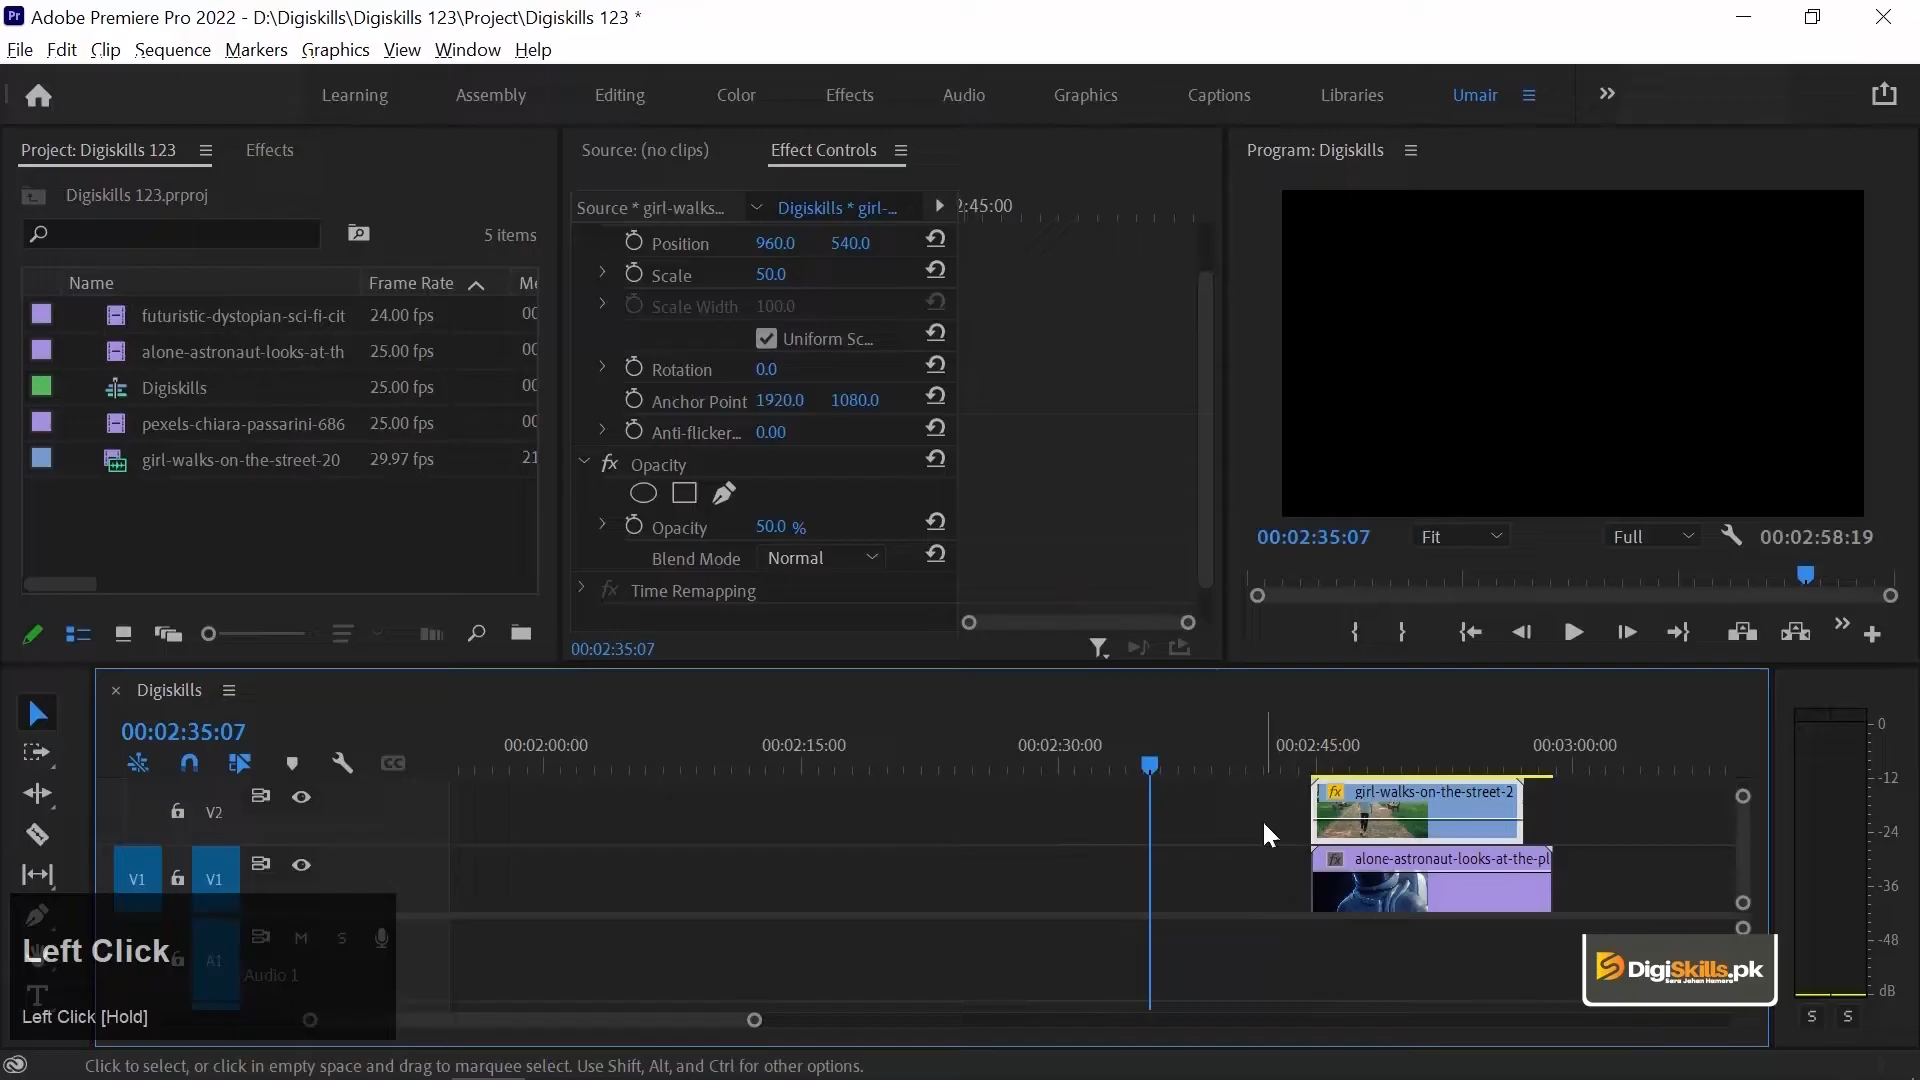 Adobe Premiere Pro 2022 - D:\Digiskills\Digiskills 123\Project\Digiskills 123 *
File Edit Clip Sequence Markers Graphics View Window Help
Learning Assembly Editing Color Effects Audio Graphics Captions Libraries Umair
Project: Digiskills 123 Effects
Source: (no clips) Effect Controls
Program: Digiskills
Digiskills 123.prproj
5 items
Name Frame Rate Me
futuristic-dystopian-sci-fi-cit 24.00 fps 00
alone-astronaut-looks-at-th 25.00 fps 00
Digiskills 25.00 fps 00
pexels-chiara-passarini-686 25.00 fps 00
girl-walks-on-the-street-20 29.97 fps 21
Source * girl-walks... Digiskills * girl-... 2:45:00
Position 960.0 540.0
Scale 50.0
Scale Width 100.0
Uniform Sc...
Rotation 0.0
Anchor Point 1920.0 1080.0
Anti-flicker... 0.00
fx Opacity
Opacity 50.0 %
Blend Mode Normal
fx Time Remapping
00:02:35:07
00:02:35:07 Fit Full 00:02:58:19
Digiskills
00:02:35:07
00:02:00:00 00:02:15:00 00:02:30:00 00:02:45:00 00:03:00:00
V2
fx girl-walks-on-the-street-2
V1 V1
fx alone-astronaut-looks-at-the-pl
A1 M S
Audio 1
Left Click
Left Click [Hold]
DigiSkills.pk
Sara Jahan Hamara
0
-12
-24
-36
-48
dB
S S
Click to select, or click in empty space and drag to marquee select. Use Shift, Alt, and Ctrl for other options.